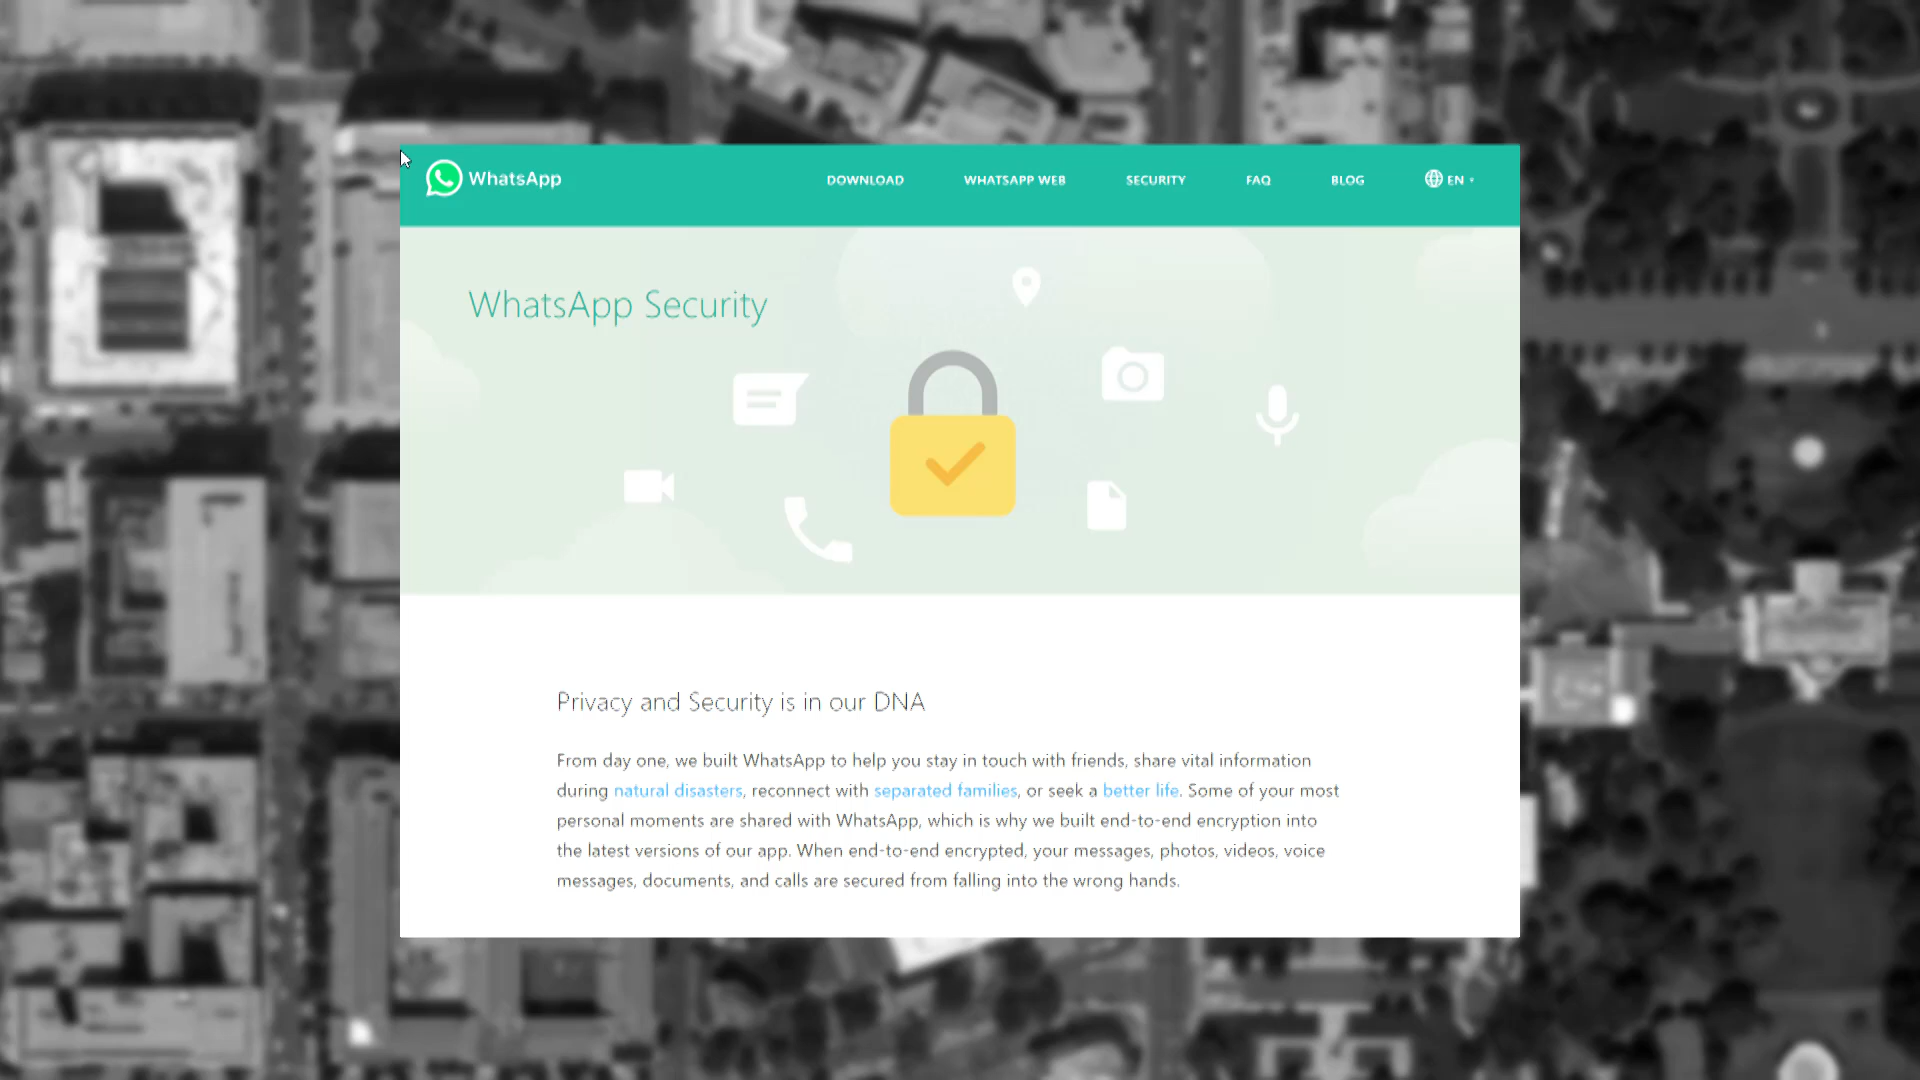 WhatsApp
DOWNLOAD
WHATSAPP WEB
SECURITY
FAQ
BLOG
EN
WhatsApp Security
Privacy and Security is in our DNA
From day one, we built WhatsApp to help you stay in touch with friends, share vital information
during natural disasters, reconnect with separated families, or seek a better life. Some of your most
personal moments are shared with WhatsApp, which is why we built end-to-end encryption into
the latest versions of our app. When end-to-end encrypted, your messages, photos, videos, voice
messages, documents, and calls are secured from falling into the wrong hands.